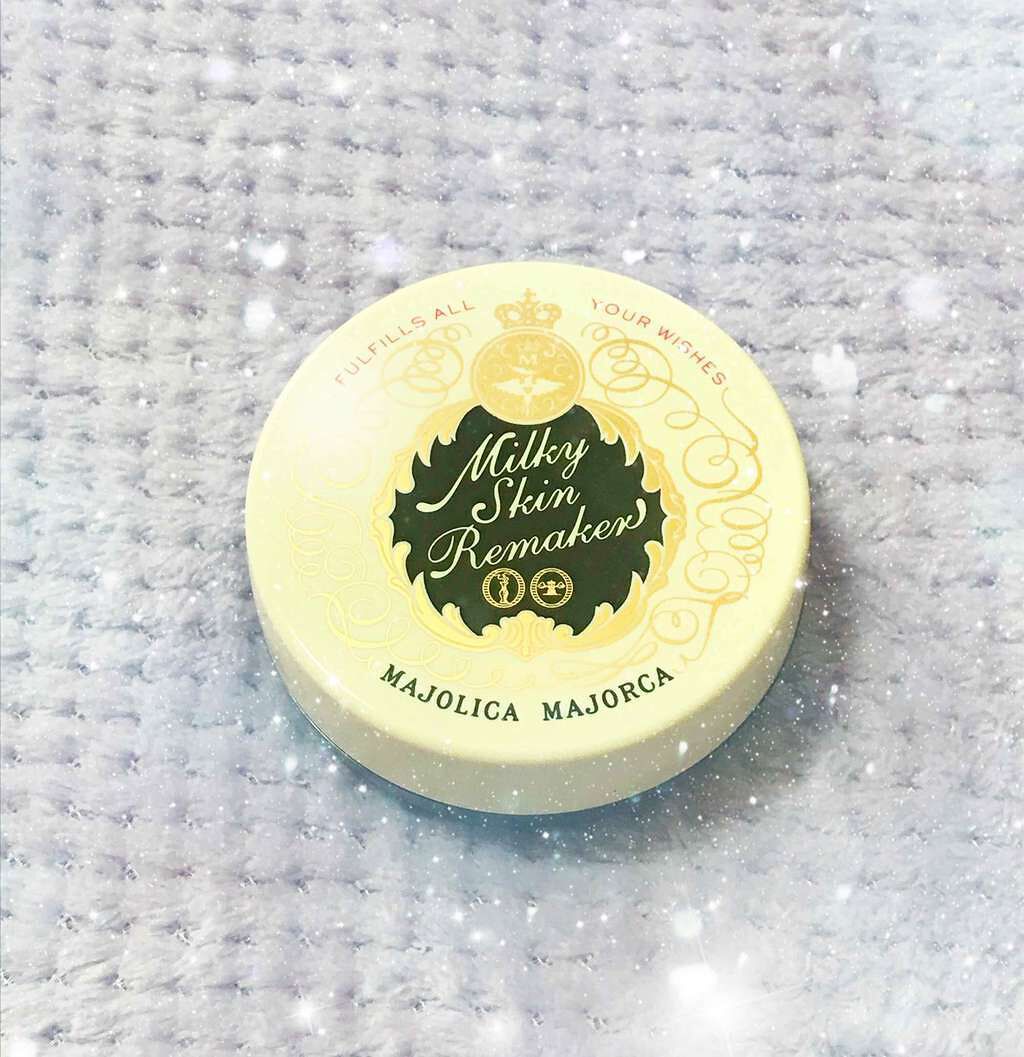 FULFILLS ALL YOUR WISHES
M
Milky
Skin
Remaker
MAJOLICA MAJORCA